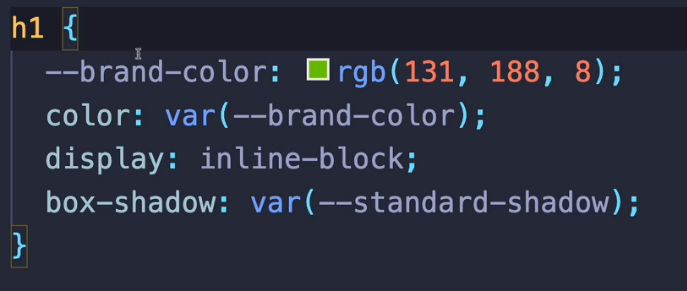 h1 {
--brand-color: rgb(131, 188, 8);
color: var(--brand-color);
display: inline-block;
box-shadow: var(--standard-shadow);
}